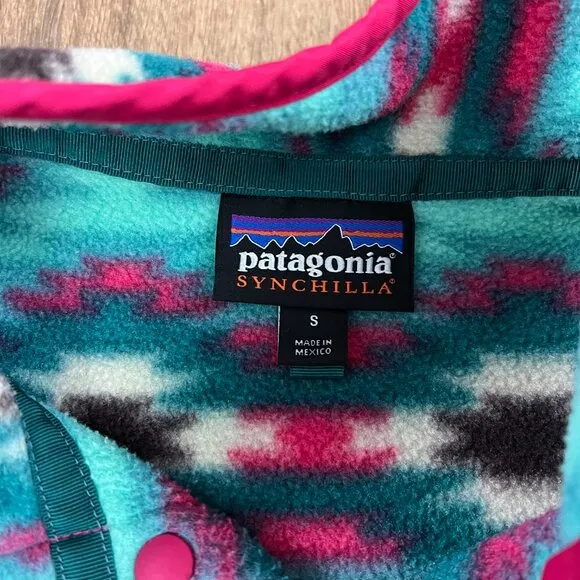 patagonia®
SYNCHILLA®
S
MADE IN
MEXICO